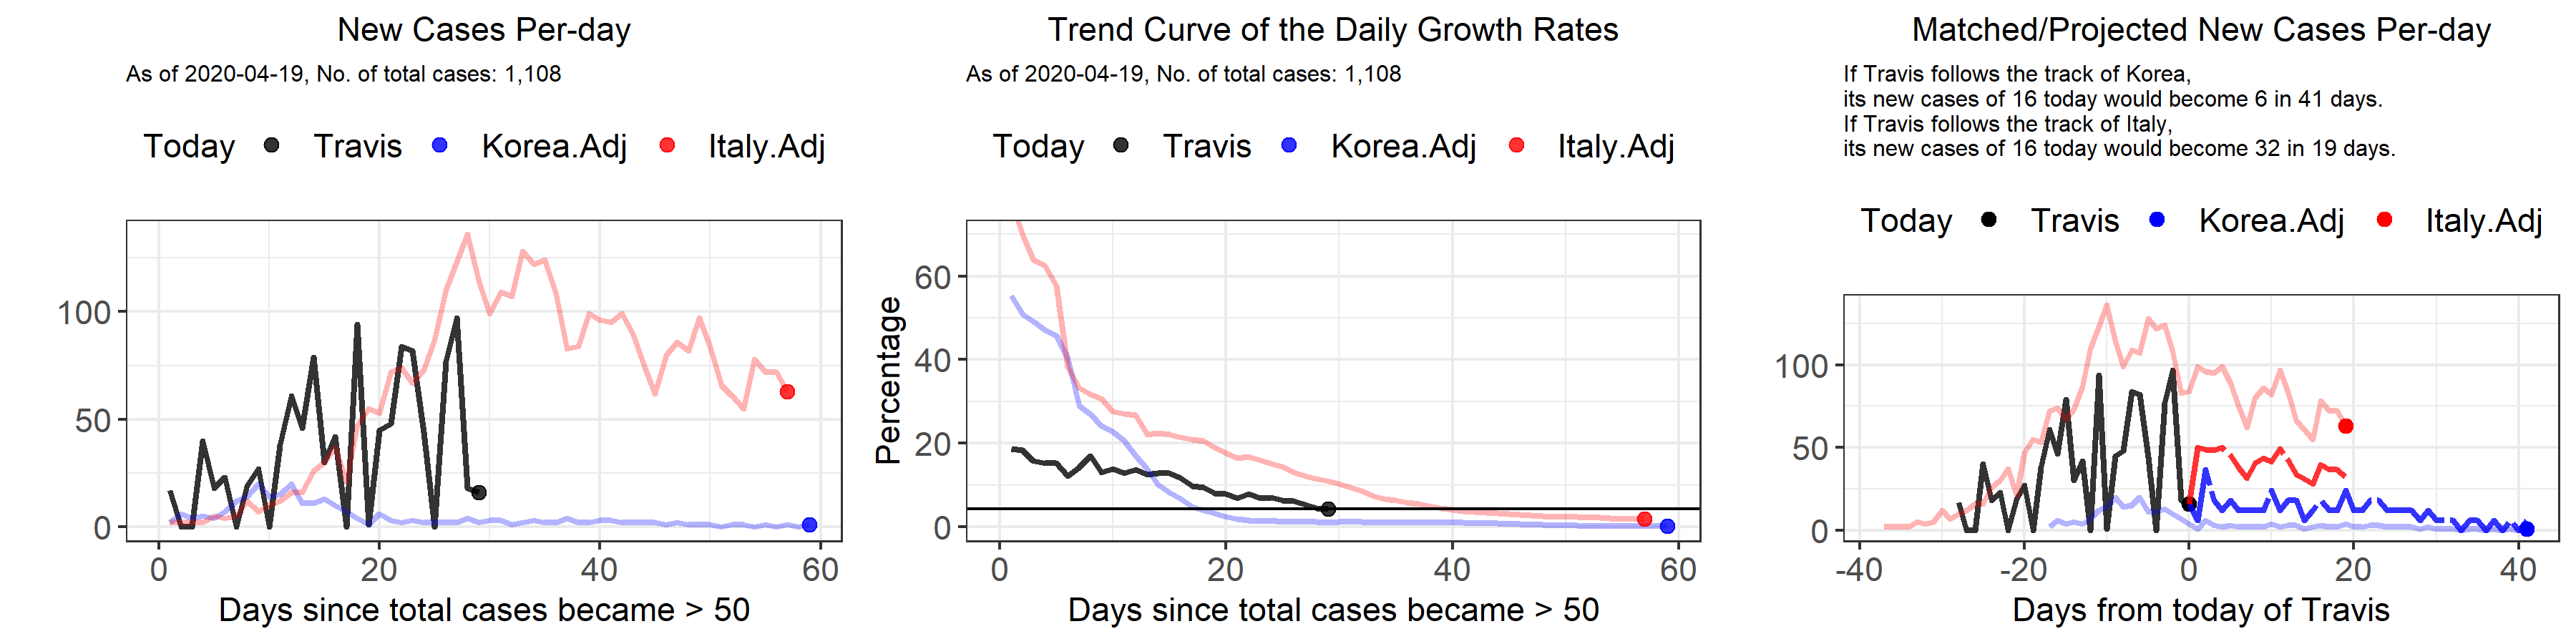 New Cases Per-day
As of 2020-04-19, No. of total cases: 1,108
Today Travis Korea.Adj Italy.Adj
100
50
0
0 20 40 60
Days since total cases became > 50
Trend Curve of the Daily Growth Rates
As of 2020-04-19, No. of total cases: 1,108
Today Travis Korea.Adj Italy.Adj
Percentage
60
40
20
0
0 20 40 60
Days since total cases became > 50
Matched/Projected New Cases Per-day
If Travis follows the track of Korea,
its new cases of 16 today would become 6 in 41 days.
If Travis follows the track of Italy,
its new cases of 16 today would become 32 in 19 days.
Today Travis Korea.Adj Italy.Adj
100
50
0
-40 -20 0 20 40
Days from today of Travis